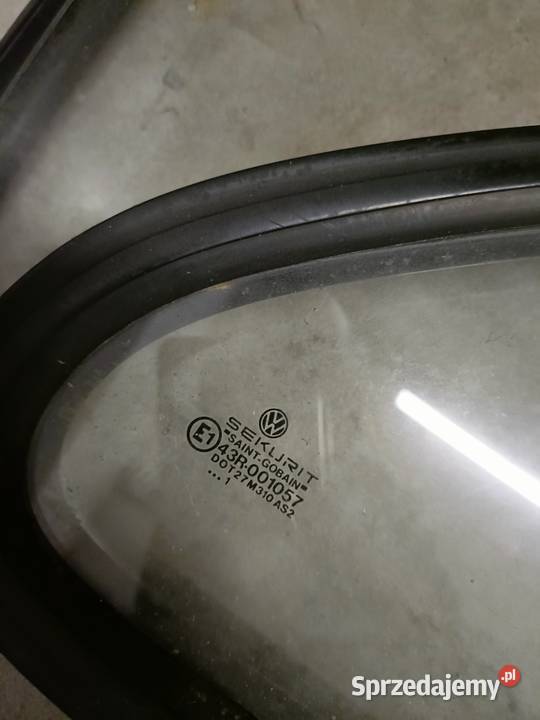 VW
SEKURIT
"SAINT-GOBAIN"
E1 43R-001057
DOT27 M310 AS2
... 1
Sprzedajemy.pl